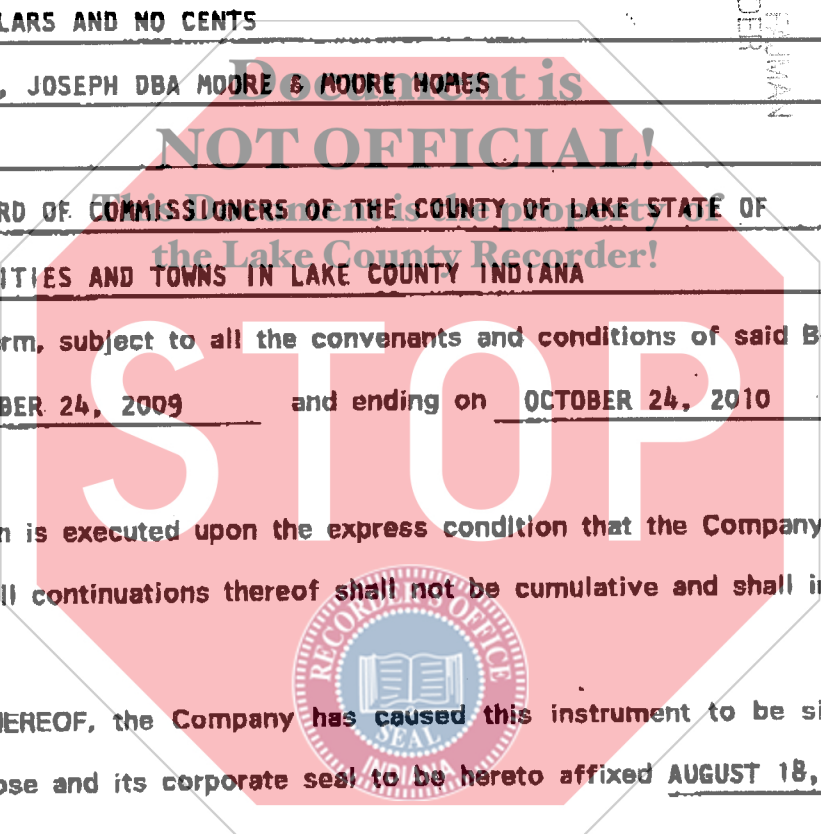 LARS AND NO CENTS
, JOSEPH DBA MOORE & MOORE HOMES
Document is
NOT OFFICIAL!
RD OF COMMISSIONERS OF THE COUNTY OF LAKE STATE OF
This Document is the property of
the Lake County Recorder!
ITIES AND TOWNS IN LAKE COUNTY INDIANA
rm, subject to all the convenants and conditions of said B
BER 24, 2009 and ending on OCTOBER 24, 2010
STOP
n is executed upon the express condition that the Company
ll continuations thereof shall not be cumulative and shall i
RECORDER'S OFFICE
SEAL
INDIANA
HEREOF, the Company has caused this instrument to be si
ose and its corporate seal to be hereto affixed AUGUST 18,